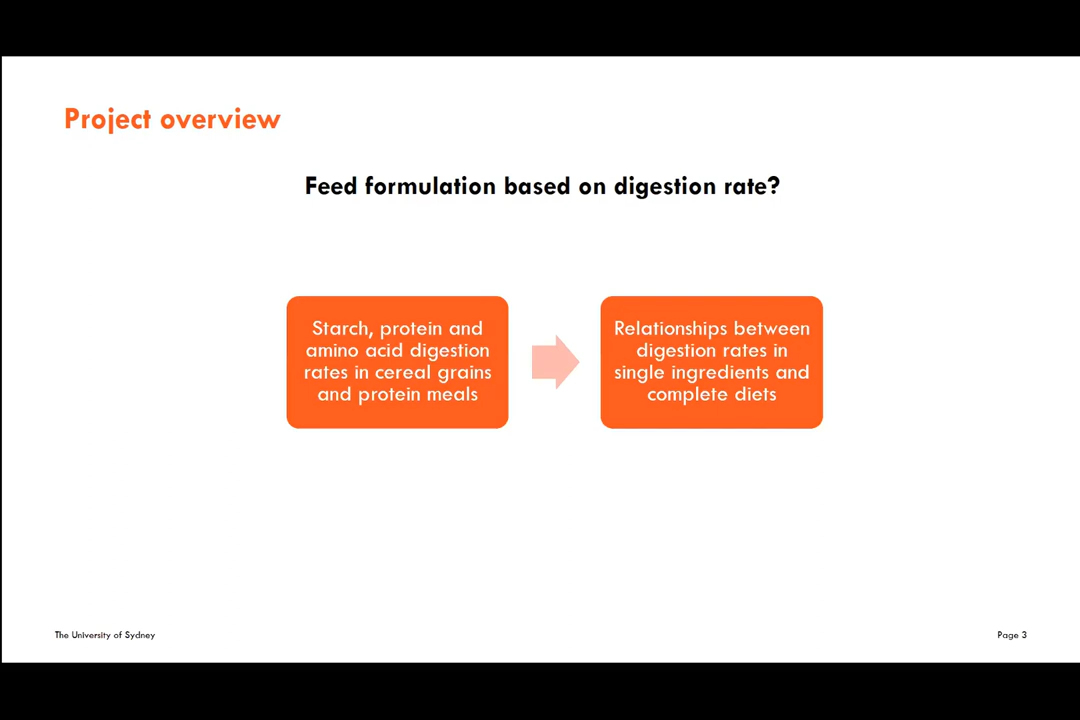 Project overview
Feed formulation based on digestion rate?
Starch, protein and
amino acid digestion
rates in cereal grains
and protein meals
Relationships between
digestion rates in
single ingredients and
complete diets
The University of Sydney
Page 3